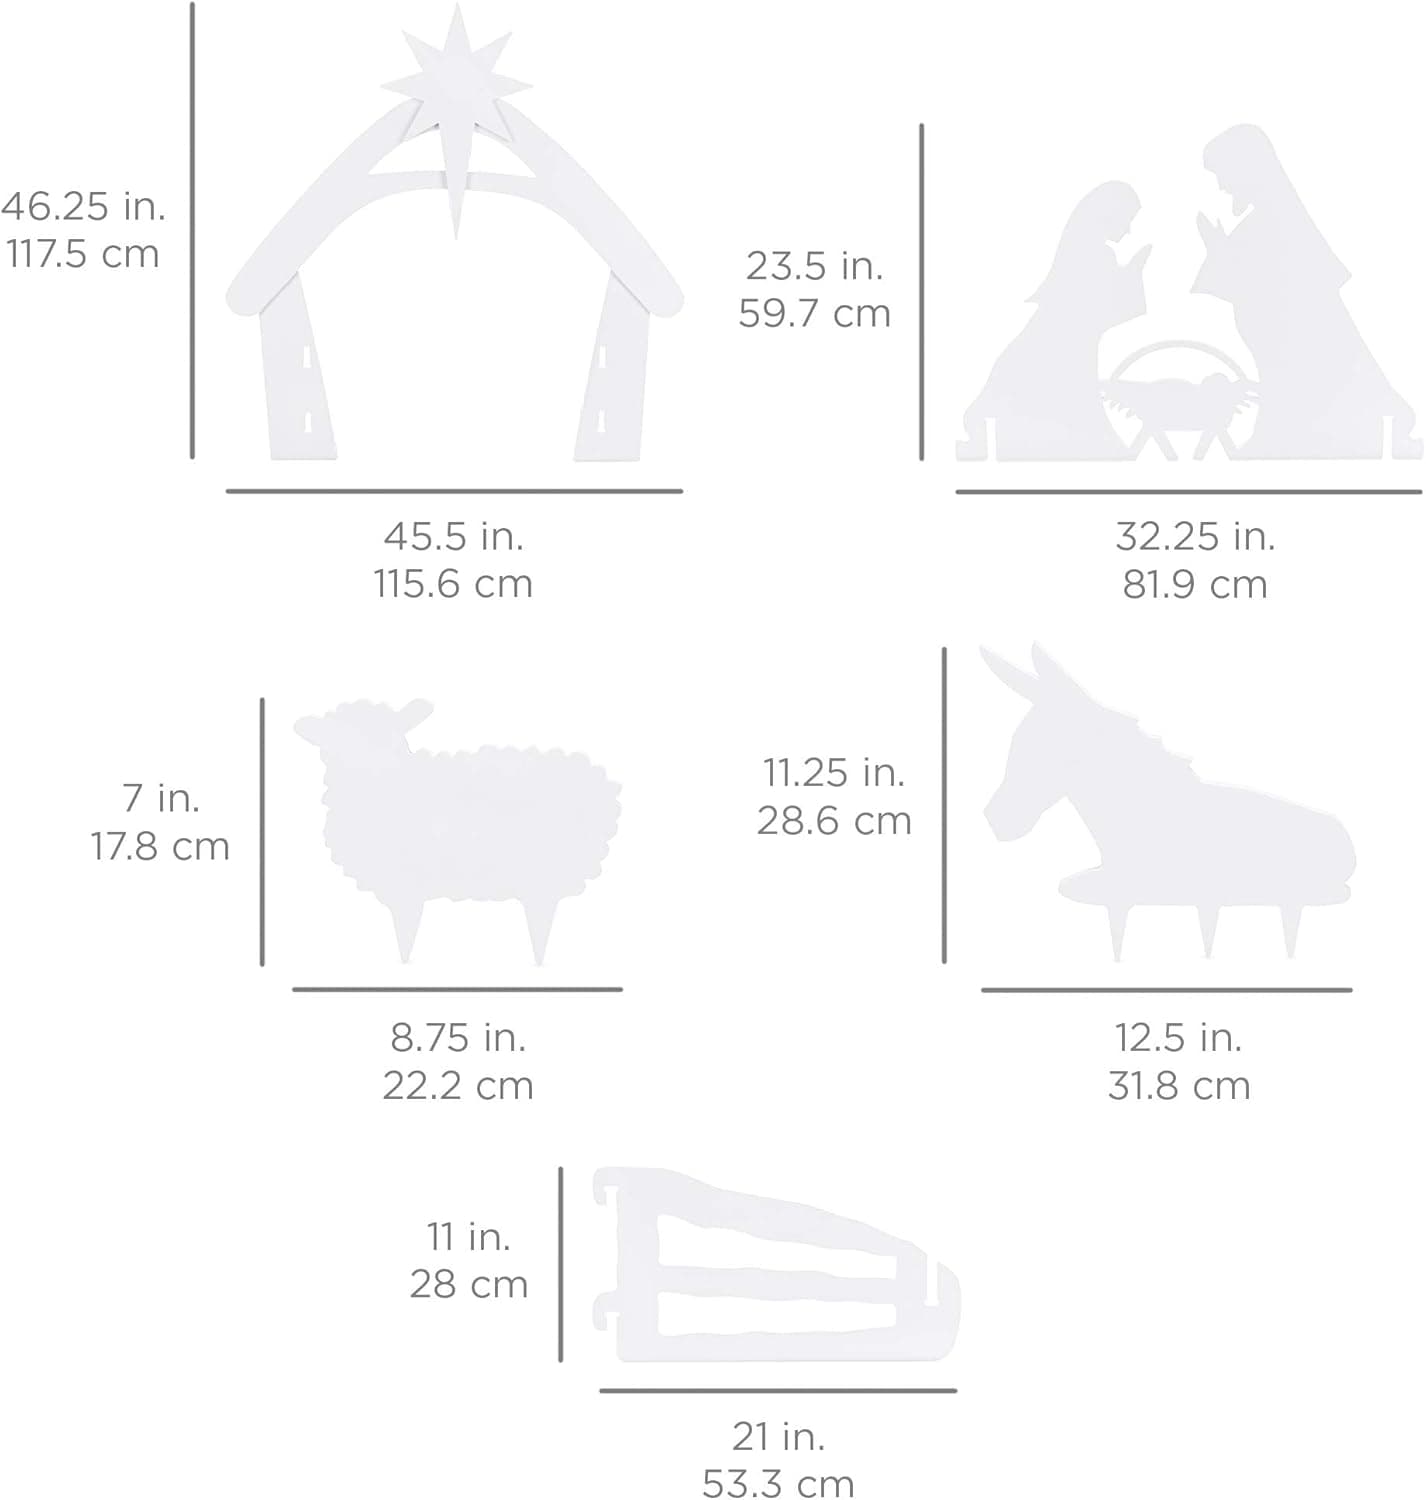 46.25 in.
117.5 cm
45.5 in.
115.6 cm
23.5 in.
59.7 cm
32.25 in.
81.9 cm
7 in.
17.8 cm
8.75 in.
22.2 cm
11.25 in.
28.6 cm
12.5 in.
31.8 cm
11 in.
28 cm
21 in.
53.3 cm